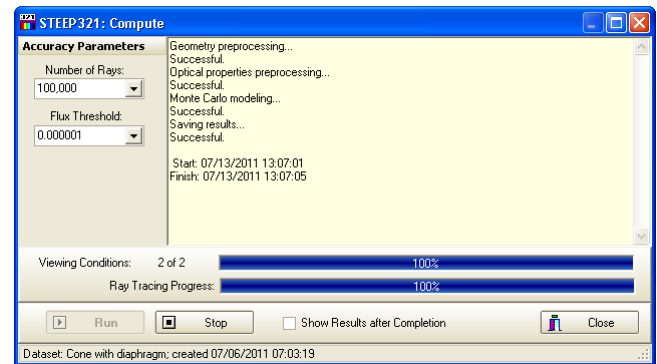 STEEP321: Compute
Accuracy Parameters
Number of Rays:
100,000
Flux Threshold:
0.000001
Geometry preprocessing...
Successful.
Optical properties preprocessing...
Successful.
Monte Carlo modeling...
Successful.
Saving results...
Successful.
Start: 07/13/2011 13:07:01
Finish: 07/13/2011 13:07:05
Viewing Conditions: 2 of 2 100%
Ray Tracing Progress: 100%
Run Stop Show Results after Completion Close
Dataset: Cone with diaphragm; created 07/06/2011 07:03:19